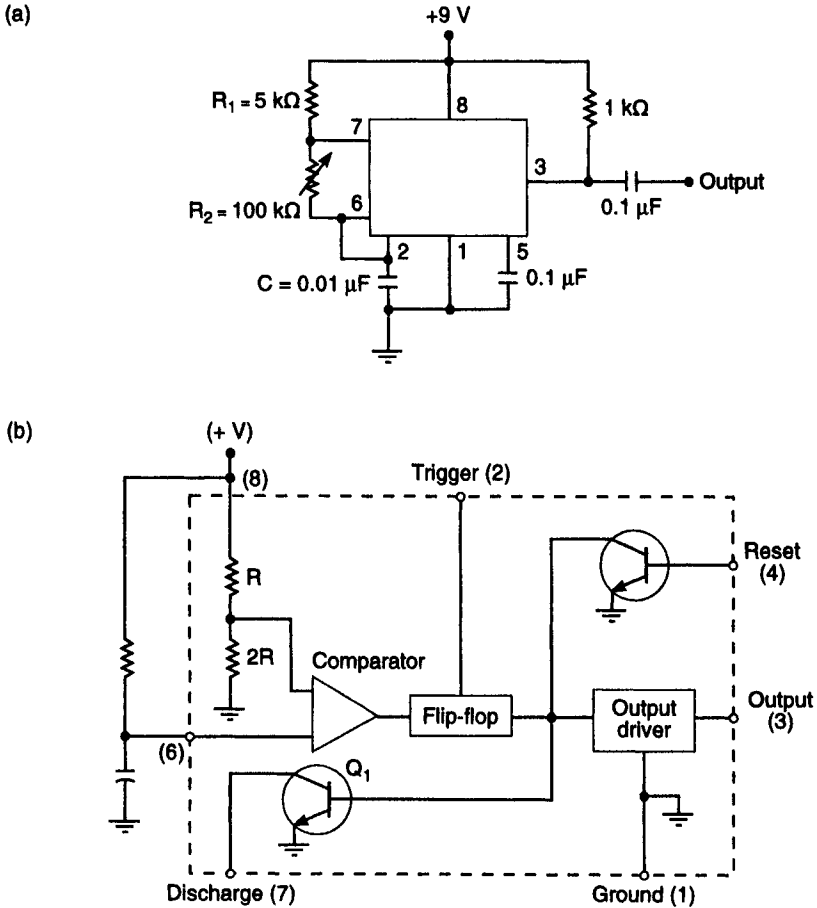 (a)
+9 V
R₁ = 5 kΩ
8
1 kΩ
7
3
Output
R₂ = 100 kΩ
6
0.1 µF
2
1
5
C = 0.01 µF
0.1 µF
(b)
(+ V)
(8)
Trigger (2)
Reset
(4)
R
2R
Comparator
Flip-flop
Output
driver
Output
(3)
(6)
Q₁
Discharge (7)
Ground (1)